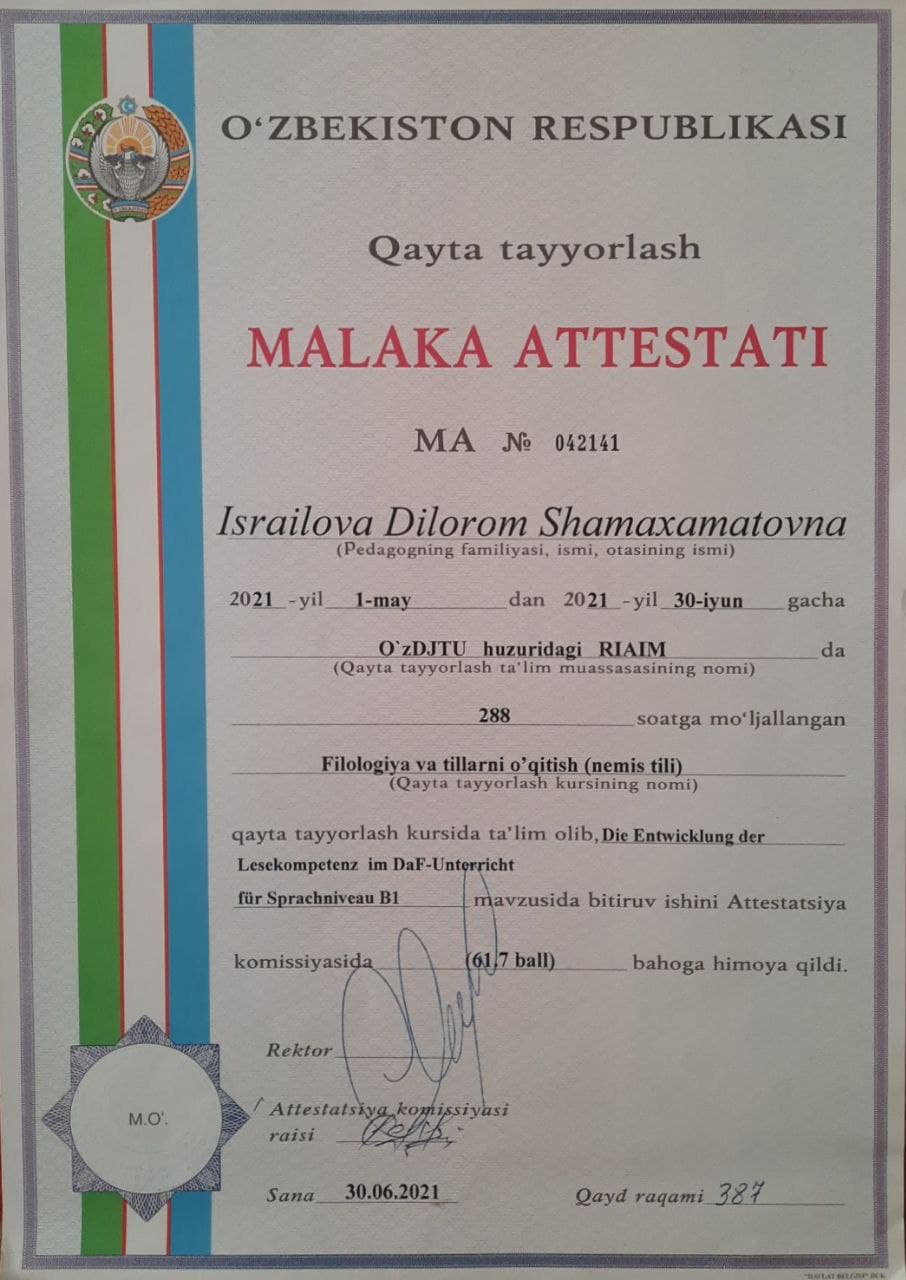 O‘ZBEKISTON RESPUBLIKASI
Qayta tayyorlash
MALAKA ATTESTATI
MA № 042141
Israilova Dilorom Shamaxamatovna
(Pedagogning familiyasi, ismi, otasining ismi)
2021 -yil 1-may dan 2021 -yil 30-iyun gacha
O`zDJTU huzuridagi RIAIM da
(Qayta tayyorlash ta’lim muassasasining nomi)
288 soatga mo‘ljallangan
Filologiya va tillarni o’qitish (nemis tili)
(Qayta tayyorlash kursining nomi)
qayta tayyorlash kursida ta’lim olib, Die Entwicklung der
Lesekompetenz im DaF-Unterricht
für Sprachniveau B1 mavzusida bitiruv ishini Attestatsiya
komissiyasida (61,7 ball) bahoga himoya qildi.
Rektor
Attestatsiya komissiyasi
raisi
M.O‘.
Sana 30.06.2021 Qayd raqami 387